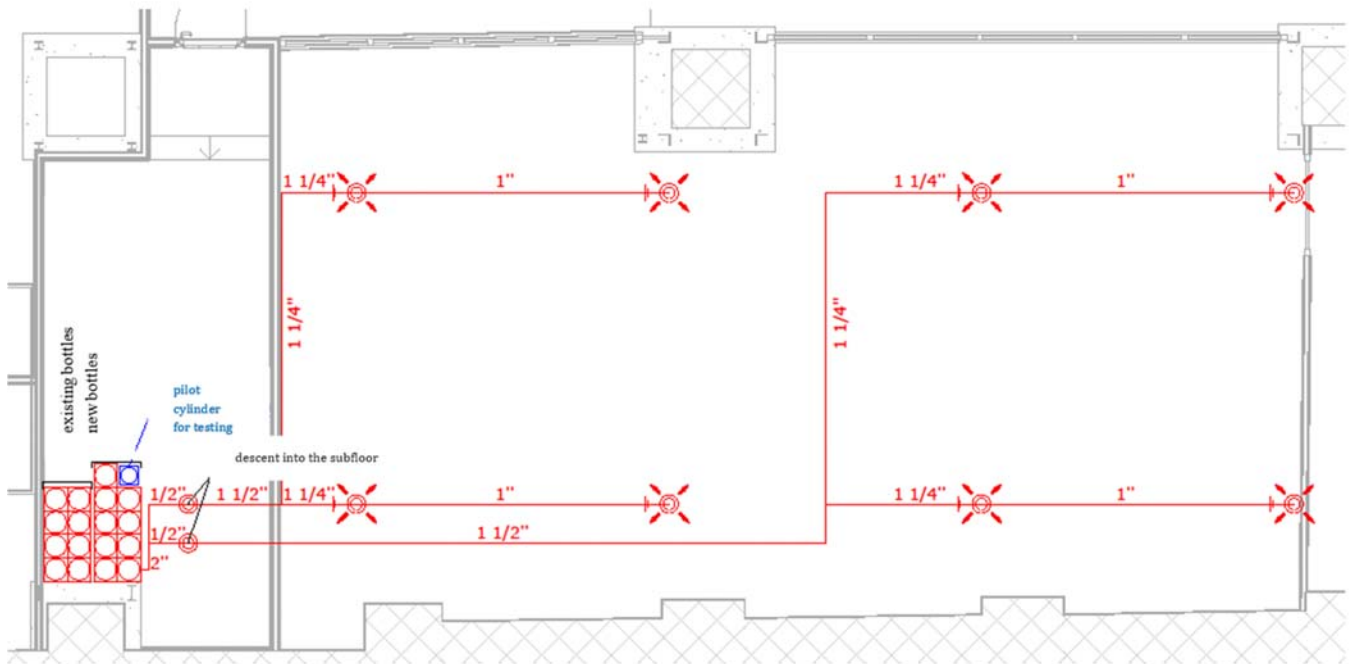 1 1/4"
1"
1 1/4"
1"
1 1/4"
1 1/4"
existing bottles
new bottles
pilot
cylinder
for testing
descent into the subfloor
1/2"
1 1/2"
1 1/4"
1"
1 1/4"
1"
1/2"
1 1/2"
2"